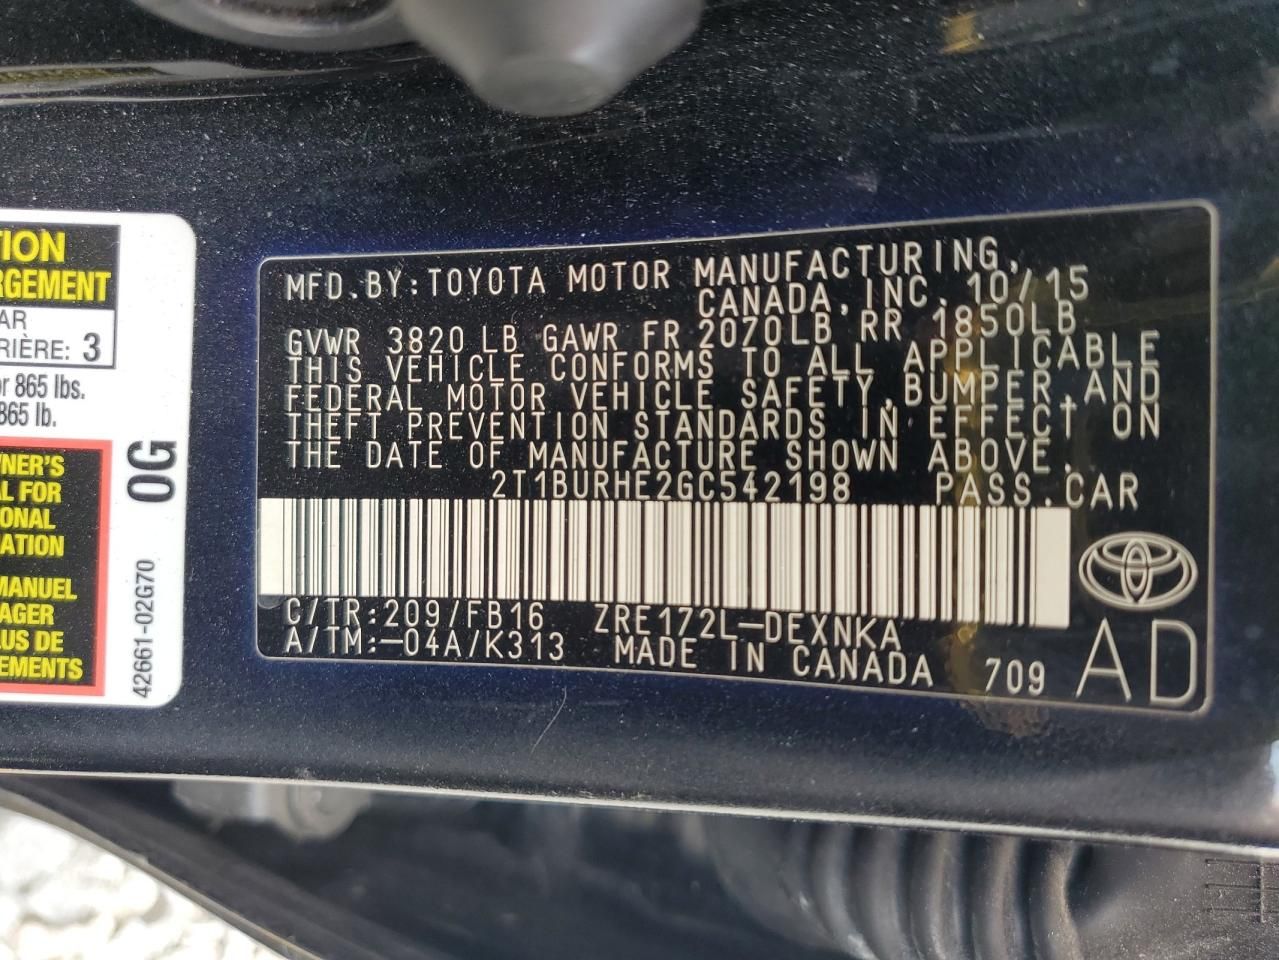 TION
RGEMENT
AR
RIÈRE: 3
or 865 lbs.
865 lb.
NER'S
AL FOR
ONAL
ATION
MANUEL
AGER
LUS DE
EMENTS
0G
42661-02G70
MFD.BY:TOYOTA MOTOR MANUFACTURING,
CANADA,INC. 10/15
GVWR 3820 LB GAWR FR 2070LB RR 1850LB
THIS VEHICLE CONFORMS TO ALL APPLICABLE
FEDERAL MOTOR VEHICLE SAFETY,BUMPER,AND
THEFT PREVENTION STANDARDS IN EFFECT ON
THE DATE OF MANUFACTURE SHOWN ABOVE.
2T1BURHE2GC542198 PASS.CAR
C/TR:209/FB16 ZRE172L-DEXNKA
A/TM:-04A/K313 MADE IN CANADA 709
AD